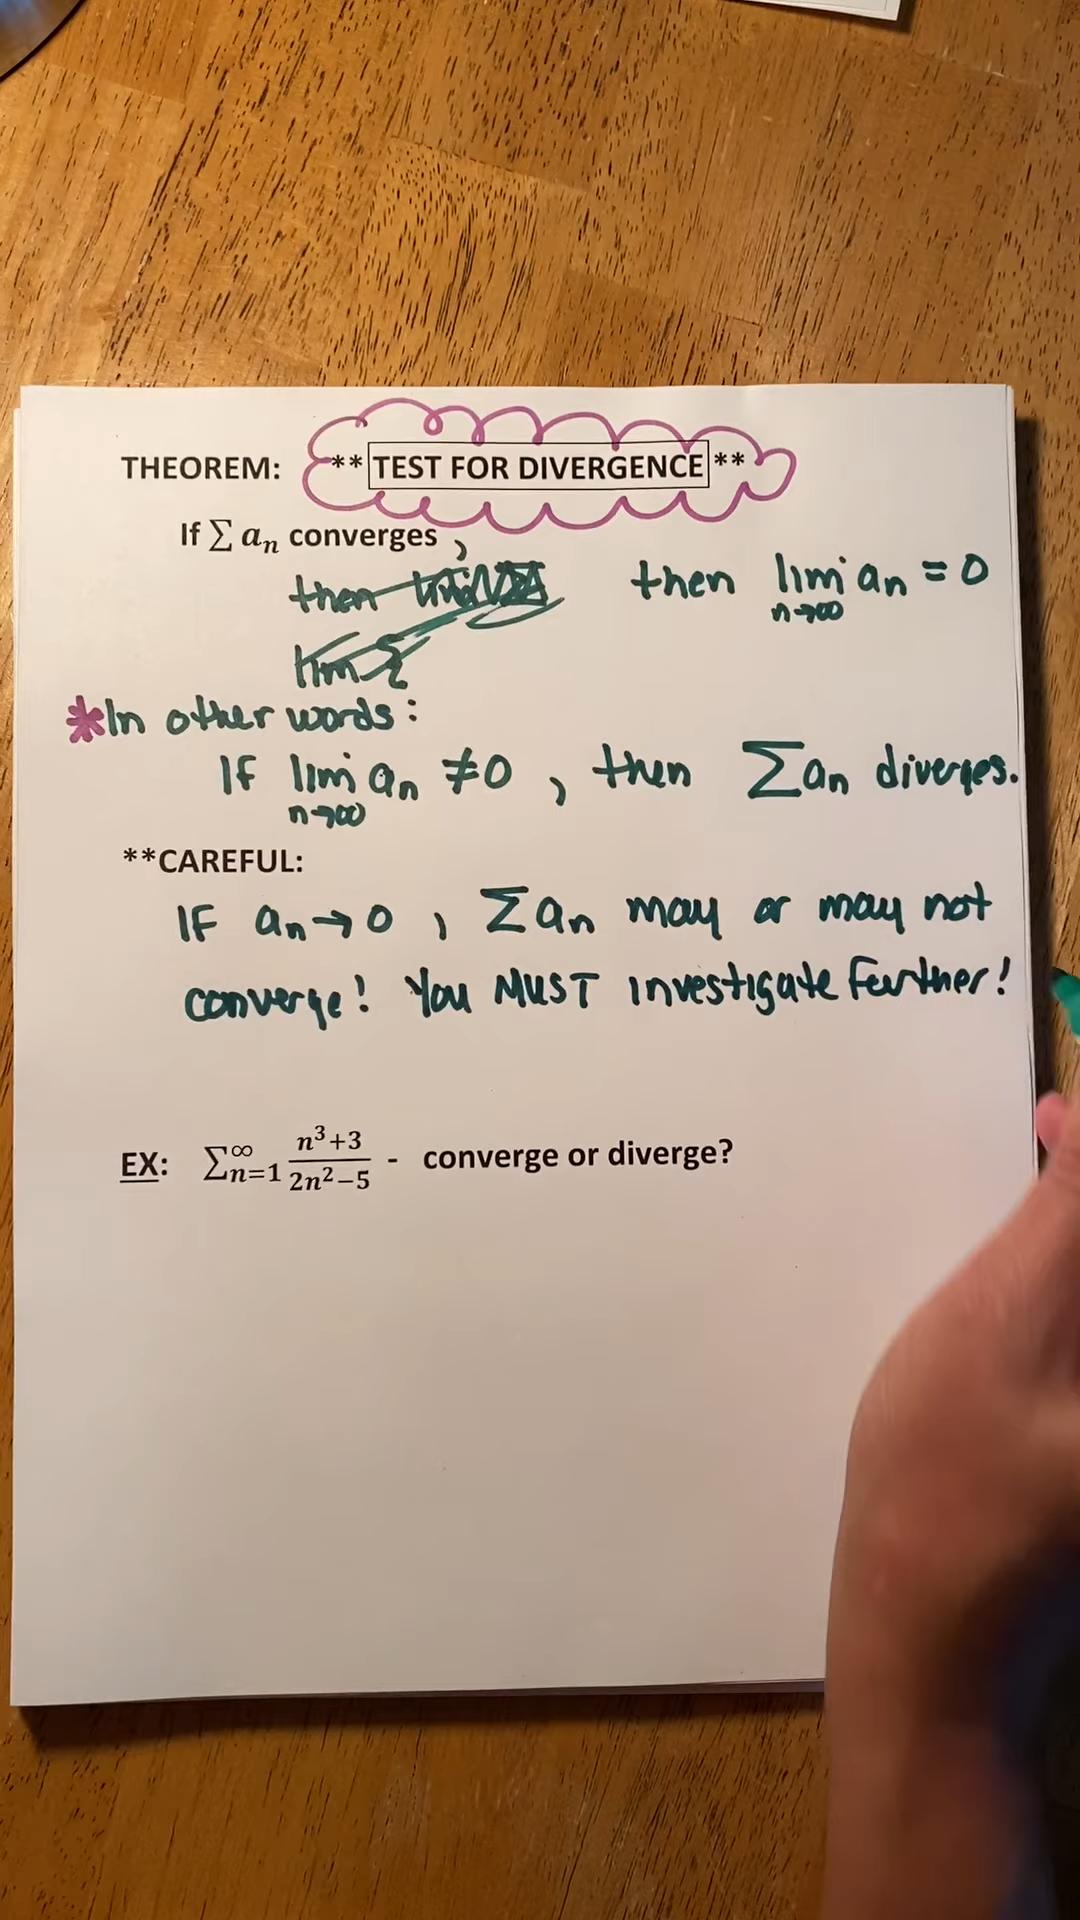 THEOREM: ** TEST FOR DIVERGENCE **
If ∑ aₙ converges ,
then lim aₙ = 0
n→∞
*In other words:
If lim aₙ ≠ 0 , then ∑aₙ diverges.
n→∞
**CAREFUL:
IF aₙ → 0 , ∑aₙ may or may not
converge! You MUST investigate further!
EX: ∑ₙ₌₁^∞ (n³+3)/(2n²−5) - converge or diverge?